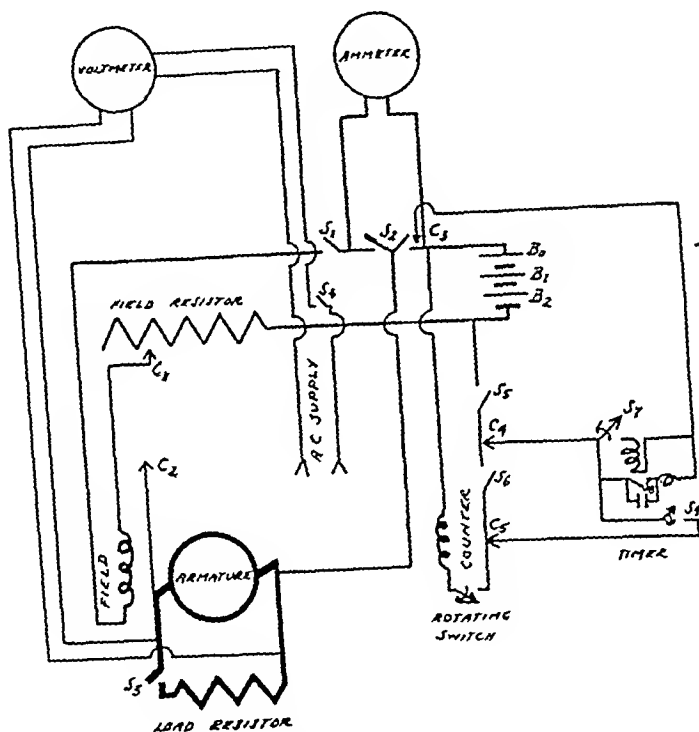 VOLTMETER
AMMETER
S1
S2
C3
B0
B1
B2
S4
FIELD RESISTOR
C1
AC SUPPLY
S5
C4
S7
C2
S6
COUNTER
C5
TIMER
FIELD
ARMATURE
ROTATING
SWITCH
LOAD RESISTOR